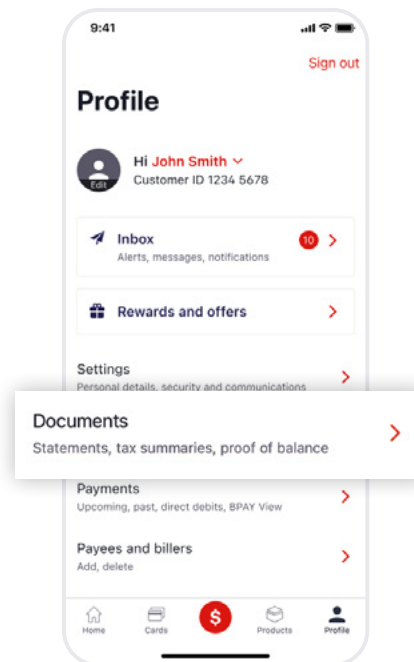 9:41
Sign out
Profile
Edit
Hi John Smith
Customer ID 1234 5678
Inbox
10
Alerts, messages, notifications
Rewards and offers
Settings
Personal details, security and communications
Documents
Statements, tax summaries, proof of balance
Payments
Upcoming, past, direct debits, BPAY View
Payees and billers
Add, delete
$
Home Cards Products Profile